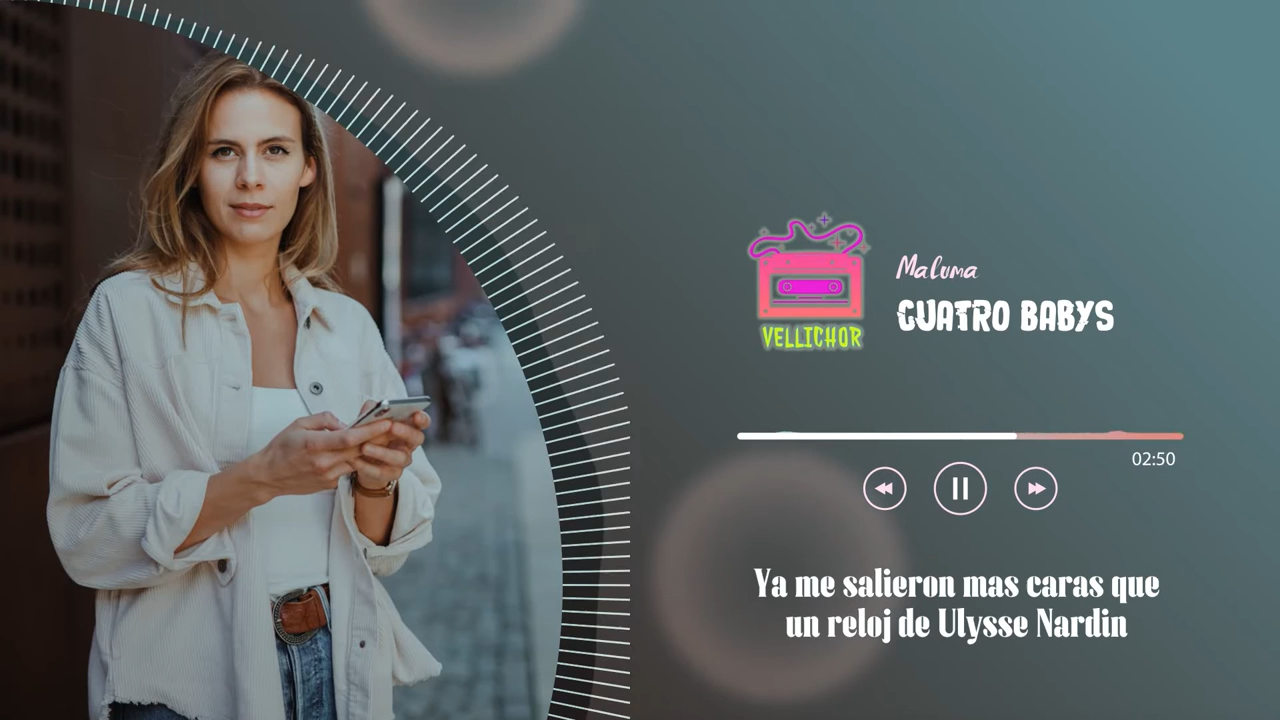 Maluma
CUATRO BABYS
VELLICHOR
02:50
Ya me salieron mas caras que
un reloj de Ulysse Nardin